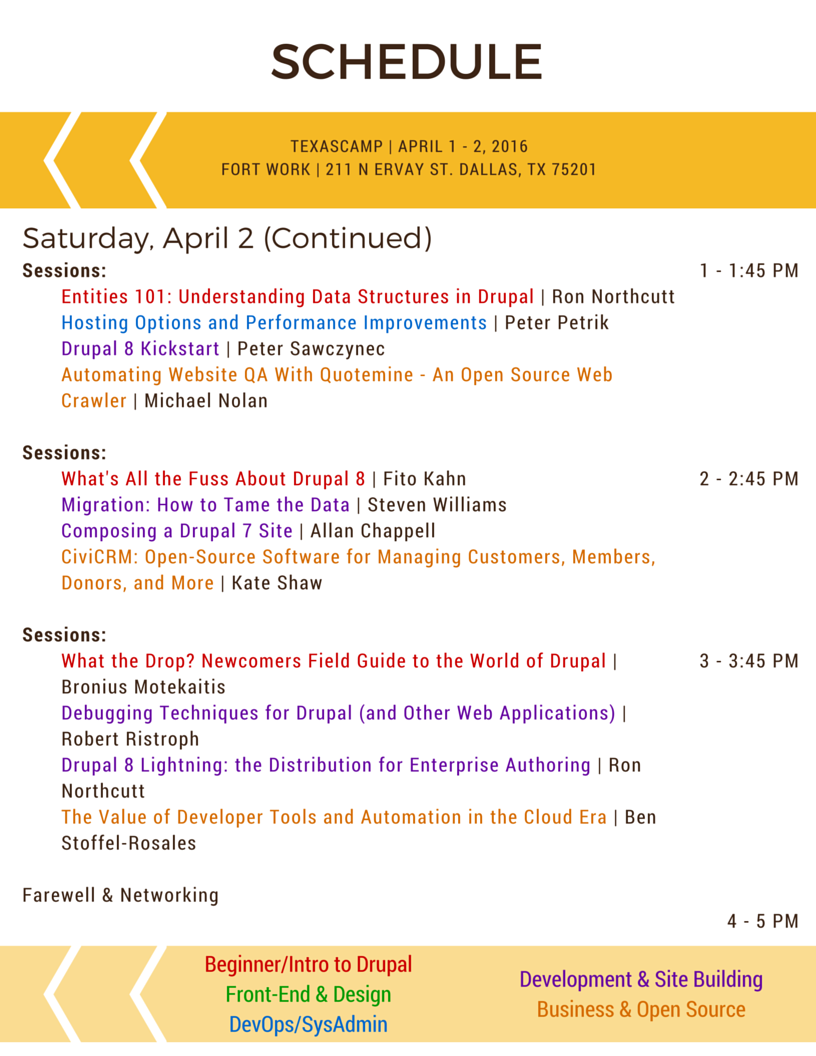 SCHEDULE
TEXASCAMP | APRIL 1 - 2, 2016
FORT WORK | 211 N ERVAY ST. DALLAS, TX 75201
Saturday, April 2 (Continued)
Sessions: 1 - 1:45 PM
Entities 101: Understanding Data Structures in Drupal | Ron Northcutt
Hosting Options and Performance Improvements | Peter Petrik
Drupal 8 Kickstart | Peter Sawczynec
Automating Website QA With Quotemine - An Open Source Web
Crawler | Michael Nolan
Sessions:
What's All the Fuss About Drupal 8 | Fito Kahn 2 - 2:45 PM
Migration: How to Tame the Data | Steven Williams
Composing a Drupal 7 Site | Allan Chappell
CiviCRM: Open-Source Software for Managing Customers, Members,
Donors, and More | Kate Shaw
Sessions:
What the Drop? Newcomers Field Guide to the World of Drupal | 3 - 3:45 PM
Bronius Motekaitis
Debugging Techniques for Drupal (and Other Web Applications) |
Robert Ristroph
Drupal 8 Lightning: the Distribution for Enterprise Authoring | Ron
Northcutt
The Value of Developer Tools and Automation in the Cloud Era | Ben
Stoffel-Rosales
Farewell & Networking
4 - 5 PM
Beginner/Intro to Drupal
Front-End & Design
DevOps/SysAdmin
Development & Site Building
Business & Open Source